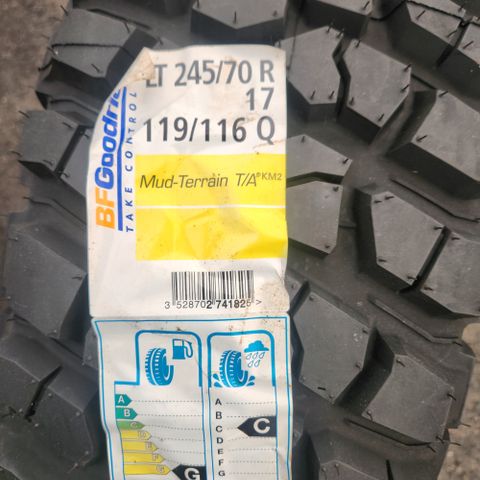 LT 245/70 R
17
119/116 Q
BFGoodrich
TAKE CONTROL
Mud-Terrain T/A KM2
3 528702 741825 >
A
B
C
G
A
B
C
D
E
F
G
C